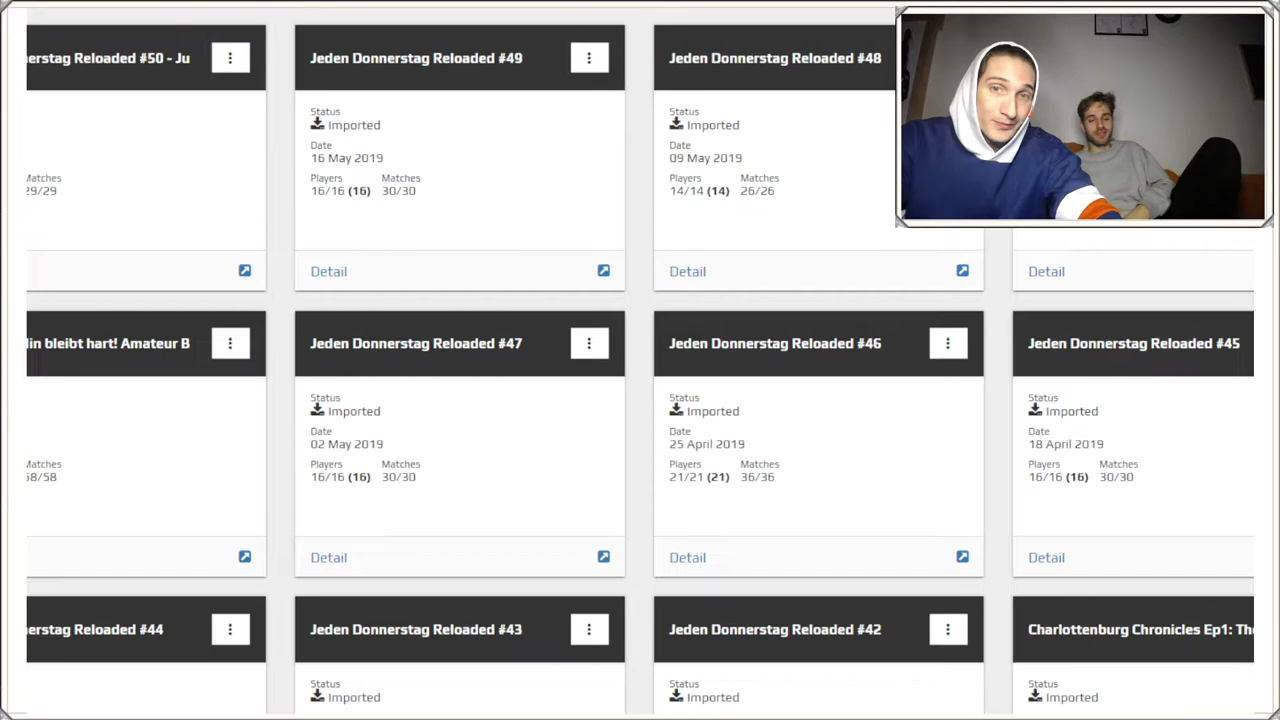 erstag Reloaded #50 - Ju
Matches
29/29
Jeden Donnerstag Reloaded #49
Status
Imported
Date
16 May 2019
Players Matches
16/16 (16) 30/30
Detail
Jeden Donnerstag Reloaded #48
Status
Imported
Date
09 May 2019
Players Matches
14/14 (14) 26/26
Detail
Detail
lin bleibt hart! Amateur B
Matches
58/58
Jeden Donnerstag Reloaded #47
Status
Imported
Date
02 May 2019
Players Matches
16/16 (16) 30/30
Detail
Jeden Donnerstag Reloaded #46
Status
Imported
Date
25 April 2019
Players Matches
21/21 (21) 36/36
Detail
Jeden Donnerstag Reloaded #45
Status
Imported
Date
18 April 2019
Players Matches
16/16 (16) 30/30
Detail
erstag Reloaded #44
Jeden Donnerstag Reloaded #43
Status
Imported
Jeden Donnerstag Reloaded #42
Status
Imported
Charlottenburg Chronicles Ep1: The
Status
Imported